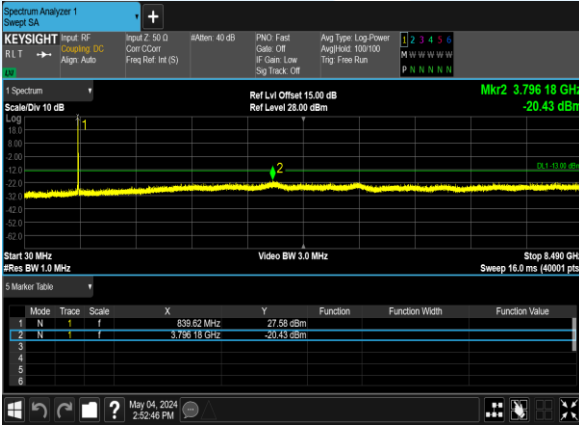 Spectrum Analyzer 1
Swept SA
KEYSIGHT Input: RF Input Z: 50 Ω #Atten: 40 dB PNO: Fast Avg Type: Log-Power 1 2 3 4 5 6
RLT Coupling: DC Corr CCorr Gate: Off Avg|Hold: 100/100 M W W W W W
Align: Auto Freq Ref: Int (S) IF Gain: Low Trig: Free Run
Sig Track: Off P N N N N N
LW
1 Spectrum Ref Lvl Offset 15.00 dB Mkr2 3.796 18 GHz
Scale/Div 10 dB Ref Level 28.00 dBm -20.43 dBm
Log
18.0
8.00
-2.00
-12.0
-22.0
-32.0
-42.0
-52.0
-62.0
1
2
DL1 -13.00 dBm
Start 30 MHz Video BW 3.0 MHz Stop 8.490 GHz
#Res BW 1.0 MHz Sweep 16.0 ms (40001 pts
5 Marker Table
Mode Trace Scale X Y Function Function Width Function Value
1 N 1 f 839.62 MHz 27.58 dBm
2 N 1 f 3.796 18 GHz -20.43 dBm
3
4
5
6
? May 04, 2024
2:52:46 PM